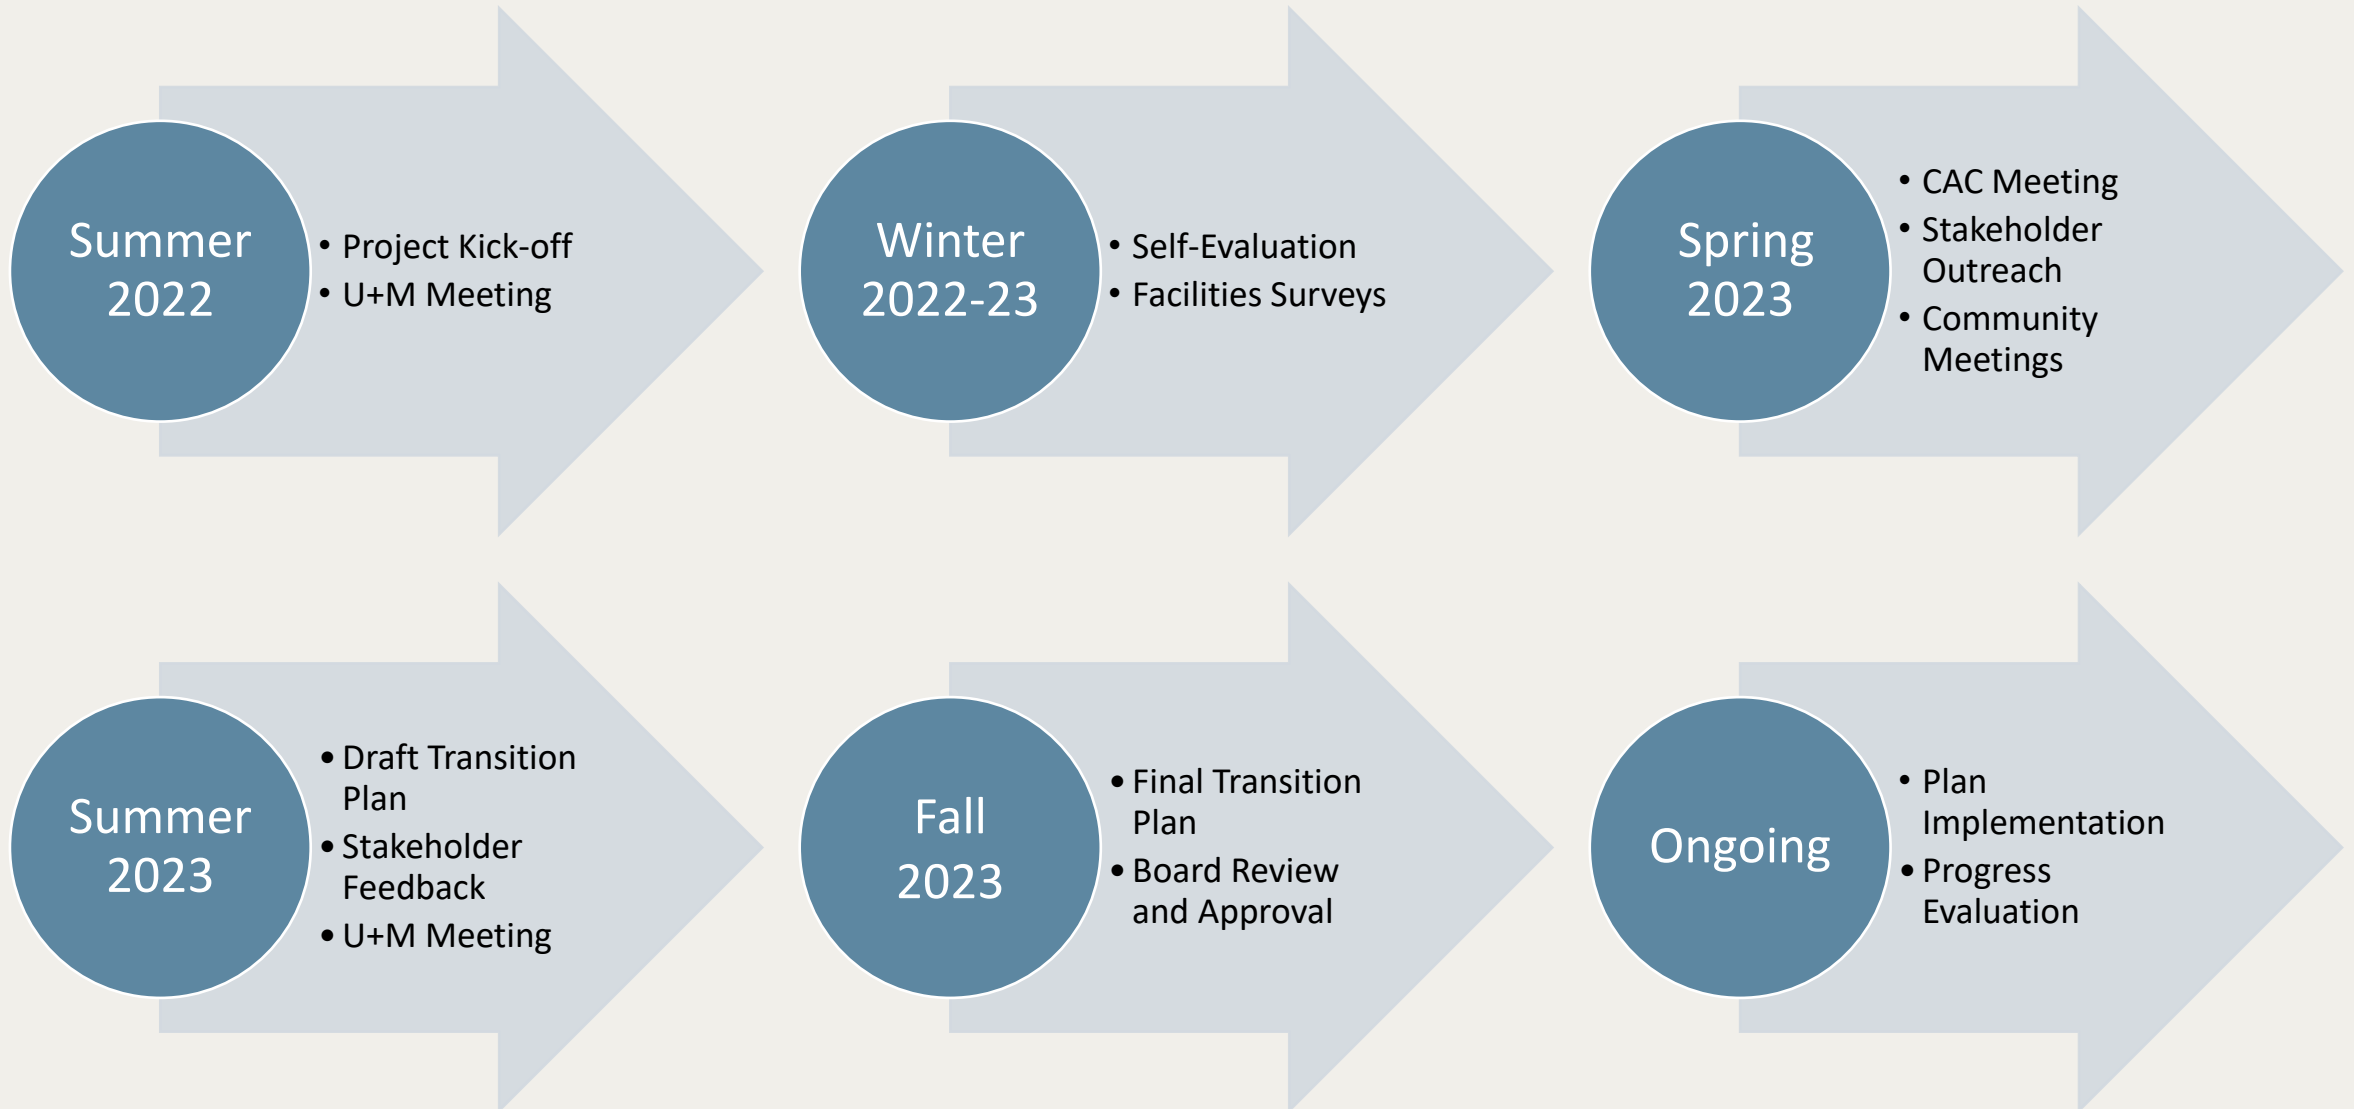 Summer
2022
• Project Kick-off
• U+M Meeting
Winter
2022-23
• Self-Evaluation
• Facilities Surveys
Spring
2023
• CAC Meeting
• Stakeholder
Outreach
• Community
Meetings
Summer
2023
• Draft Transition
Plan
• Stakeholder
Feedback
• U+M Meeting
Fall
2023
• Final Transition
Plan
• Board Review
and Approval
Ongoing
• Plan
Implementation
• Progress
Evaluation